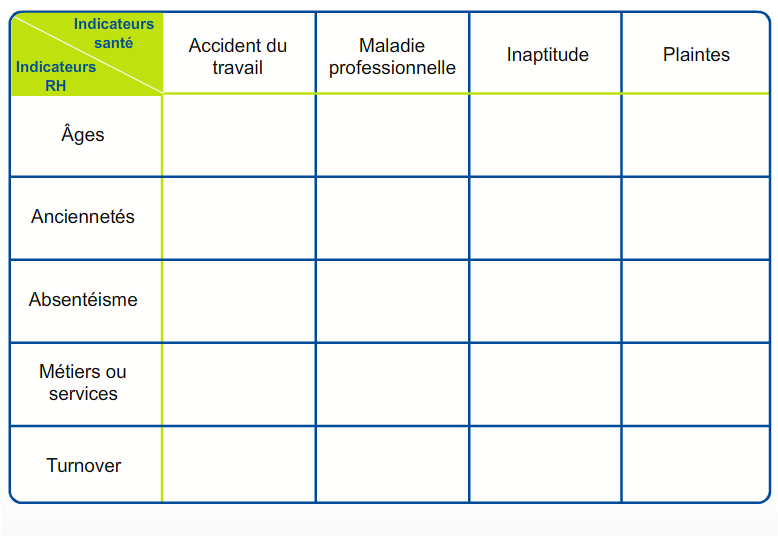 Indicateurs
santé
Indicateurs
RH
Accident du
travail
Maladie
professionnelle
Inaptitude
Plaintes
Âges
Anciennetés
Absentéisme
Métiers ou
services
Turnover